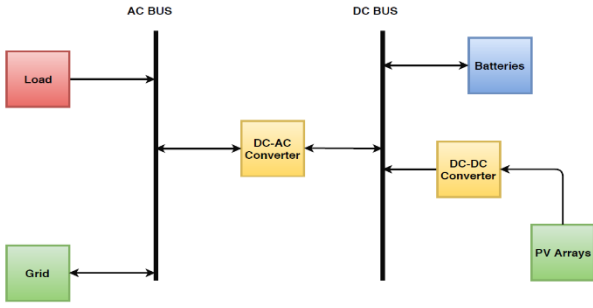 AC BUS
DC BUS
Load
Batteries
DC-AC
Converter
DC-DC
Converter
Grid
PV Arrays